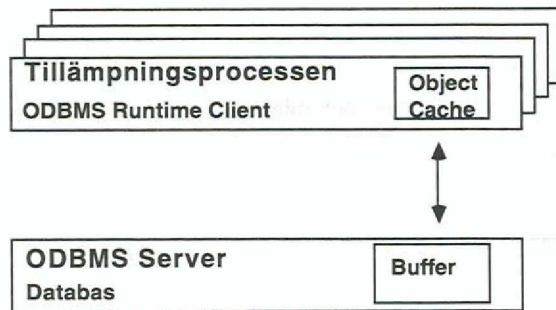 Tillämpningsprocessen
ODBMS Runtime Client
Object
Cache
ODBMS Server
Databas
Buffer